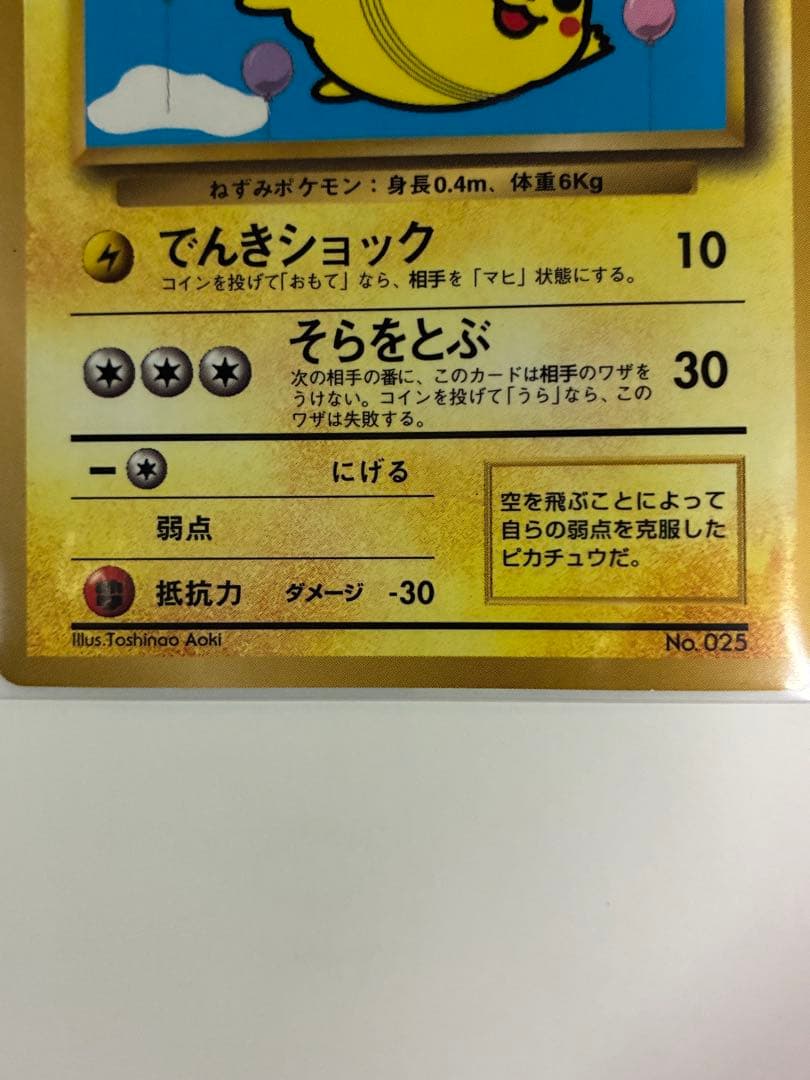 ねずみポケモン：身長0.4m、体重6Kg
でんきショック 10
コインを投げて「おもて」なら、相手を「マヒ」状態にする。
そらをとぶ 30
次の相手の番に、このカードは相手のワザを
うけない。コインを投げて「うら」なら、この
ワザは失敗する。
にげる
弱点
抵抗力 ダメージ -30
空を飛ぶことによって
自らの弱点を克服した
ピカチュウだ。
Illus.Toshinao Aoki
No. 025